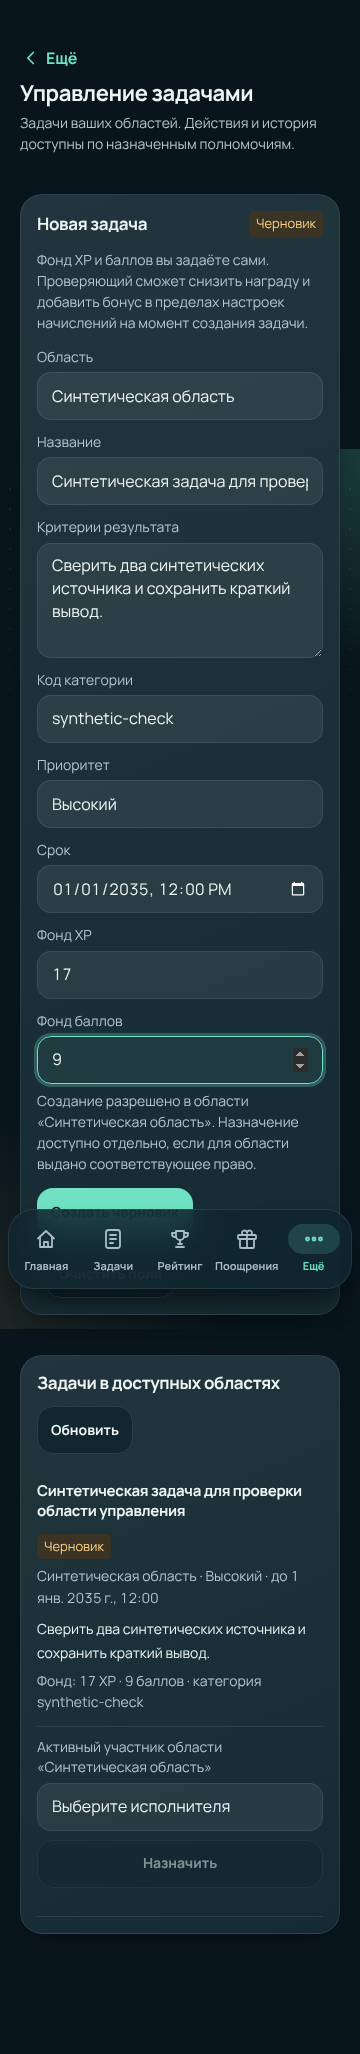 Ещё
Управление задачами
Задачи ваших областей. Действия и история
доступны по назначенным полномочиям.
Новая задача
Черновик
Фонд XP и баллов вы задаёте сами.
Проверяющий сможет снизить награду и
добавить бонус в пределах настроек
начислений на момент создания задачи.
Область
Синтетическая область
Название
Синтетическая задача для провер
Критерии результата
Сверить два синтетических
источника и сохранить краткий
вывод.
Код категории
synthetic-check
Приоритет
Высокий
Срок
01/01/2035, 12:00 PM
Фонд XP
17
Фонд баллов
9
Создание разрешено в области
«Синтетическая область». Назначение
доступно отдельно, если для области
выдано соответствующее право.
Создать черновик
Очистить поля
Главная
Задачи
Рейтинг
Поощрения
Ещё
Задачи в доступных областях
Обновить
Синтетическая задача для проверки
области управления
Черновик
Синтетическая область · Высокий · до 1
янв. 2035 г., 12:00
Сверить два синтетических источника и
сохранить краткий вывод.
Фонд: 17 XP · 9 баллов · категория
synthetic-check
Активный участник области
«Синтетическая область»
Выберите исполнителя
Назначить